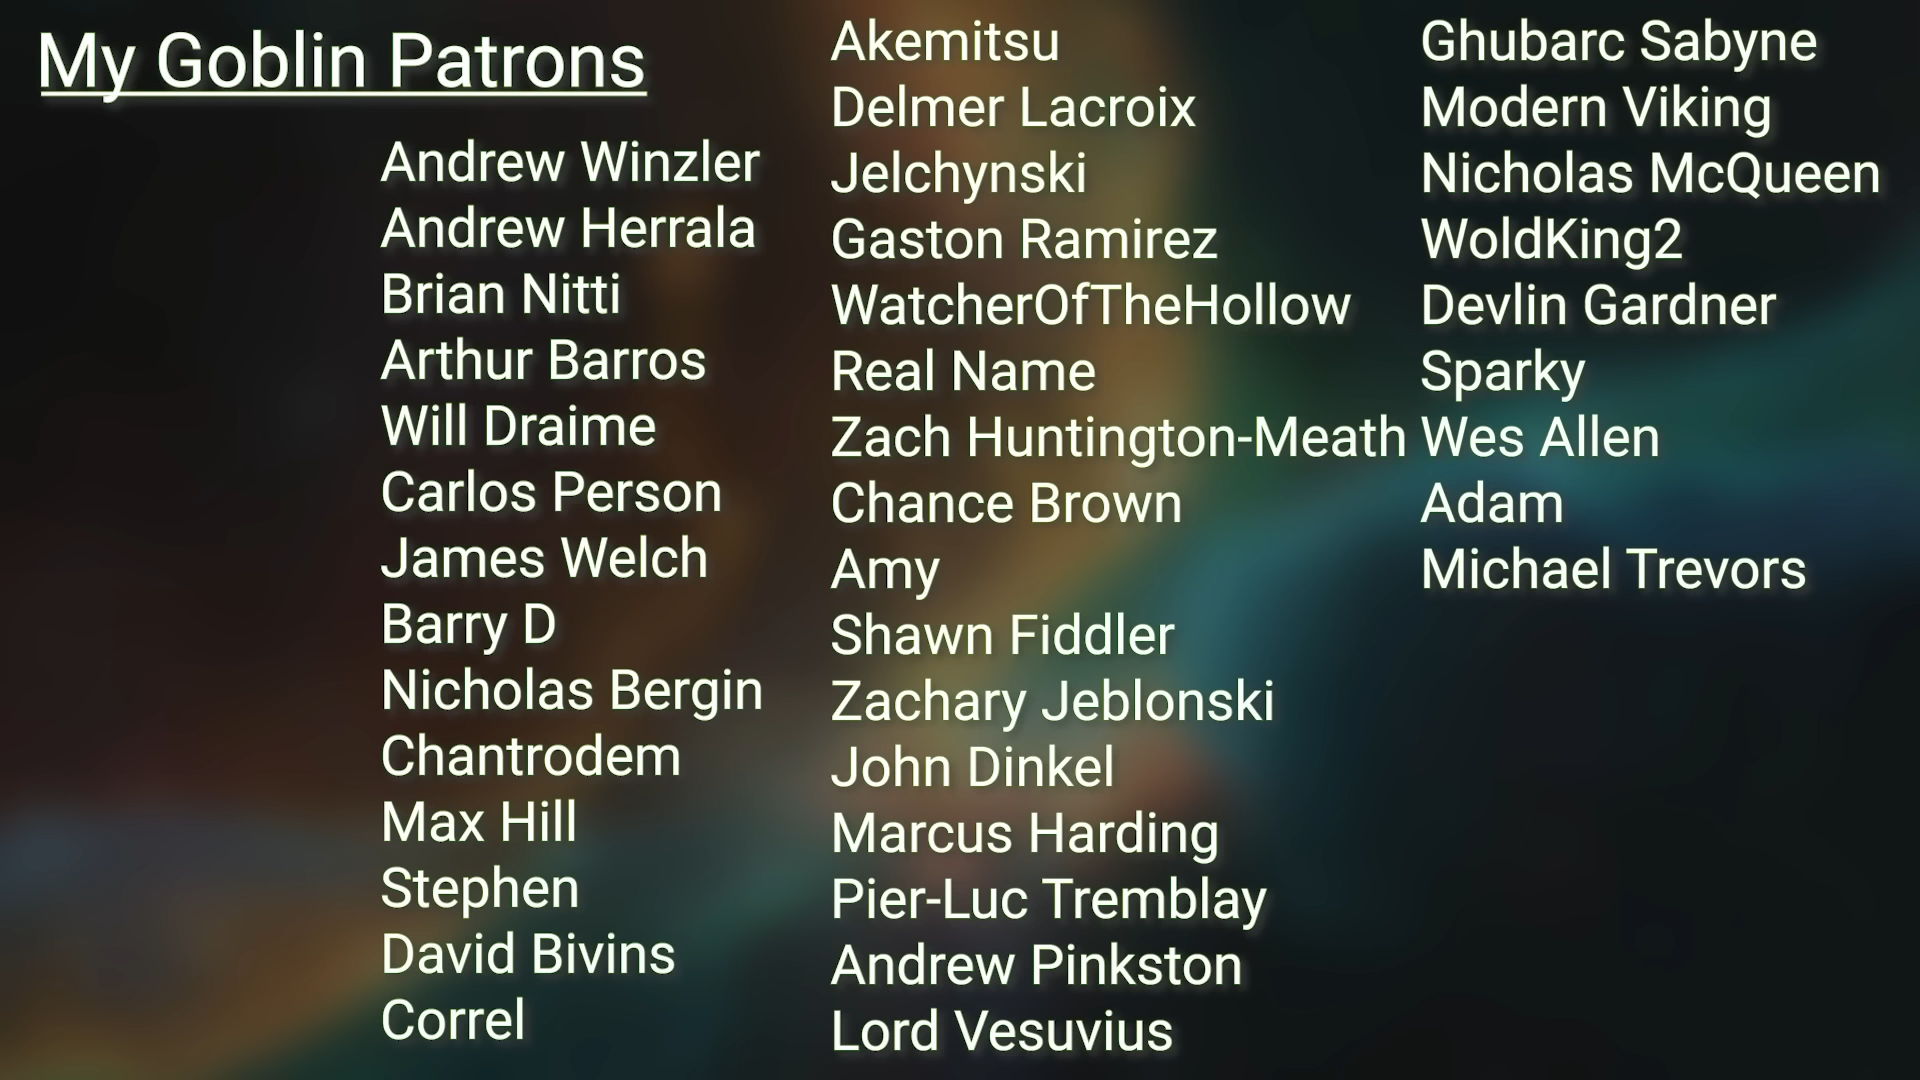 My Goblin Patrons
Andrew Winzler
Andrew Herrala
Brian Nitti
Arthur Barros
Will Draime
Carlos Person
James Welch
Barry D
Nicholas Bergin
Chantrodem
Max Hill
Stephen
David Bivins
Correl
Akemitsu
Delmer Lacroix
Jelchynski
Gaston Ramirez
WatcherOfTheHollow
Real Name
Zach Huntington-Meath
Chance Brown
Amy
Shawn Fiddler
Zachary Jeblonski
John Dinkel
Marcus Harding
Pier-Luc Tremblay
Andrew Pinkston
Lord Vesuvius
Ghubarc Sabyne
Modern Viking
Nicholas McQueen
WoldKing2
Devlin Gardner
Sparky
Wes Allen
Adam
Michael Trevors